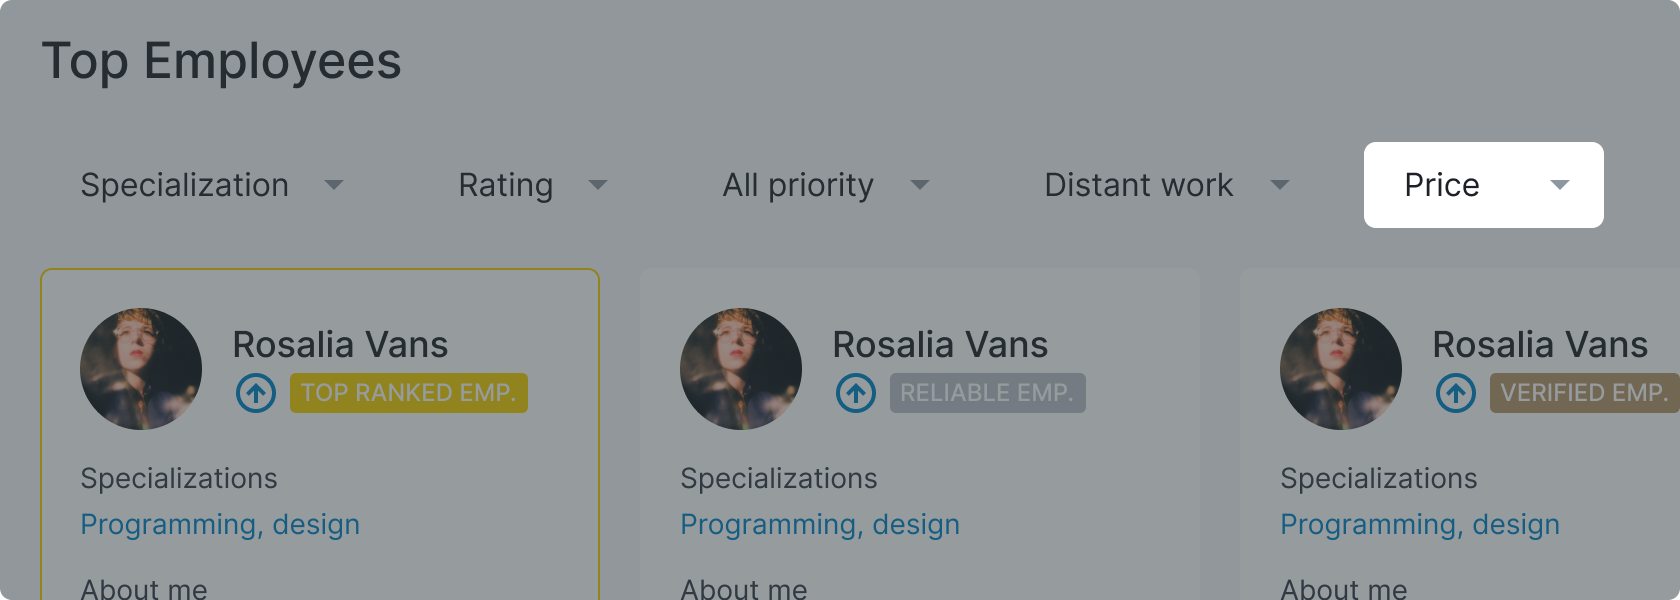 Top Employees
Specialization Rating All priority Distant work Price
Rosalia Vans
TOP RANKED EMP.
Specializations
Programming, design
About me
Rosalia Vans
RELIABLE EMP.
Specializations
Programming, design
About me
Rosalia Vans
VERIFIED EMP.
Specializations
Programming, design
About me